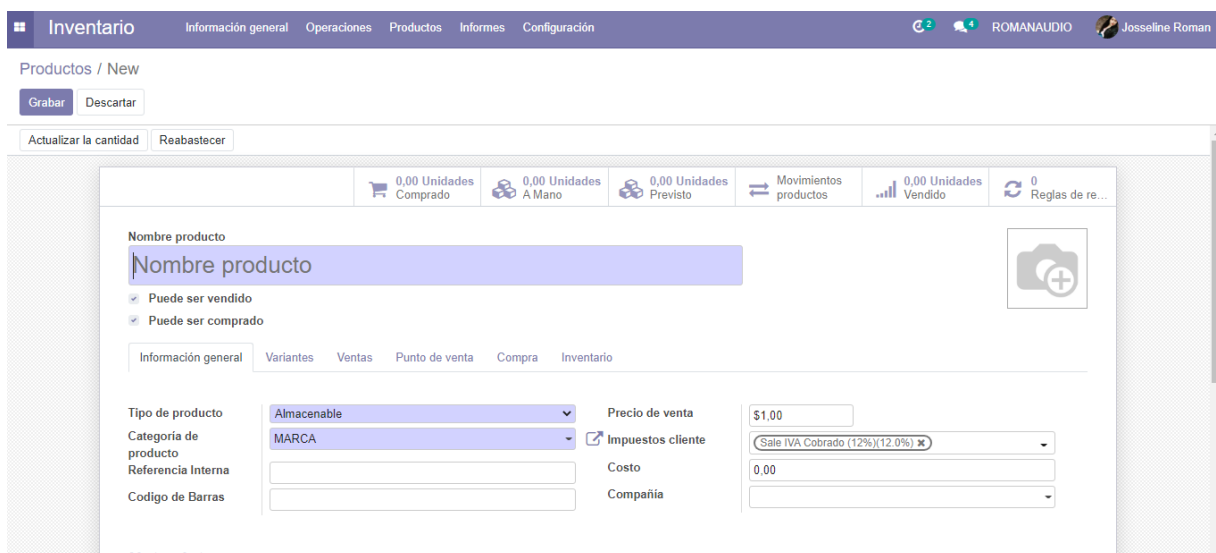 Inventario Información general Operaciones Productos Informes Configuración 2 4 ROMANAUDIO Josseline Roman
Productos / New
Grabar Descartar
Actualizar la cantidad Reabastecer
0,00 Unidades 0,00 Unidades 0,00 Unidades Movimientos 0,00 Unidades 0
Comprado A Mano Previsto productos Vendido Reglas de re...
Nombre producto
Nombre producto
Puede ser vendido
Puede ser comprado
Información general Variantes Ventas Punto de venta Compra Inventario
Tipo de producto Almacenable Precio de venta $1,00
Categoría de producto MARCA Impuestos cliente Sale IVA Cobrado (12%)(12.0%) ✖
Referencia Interna Costo 0,00
Codigo de Barras Compañía